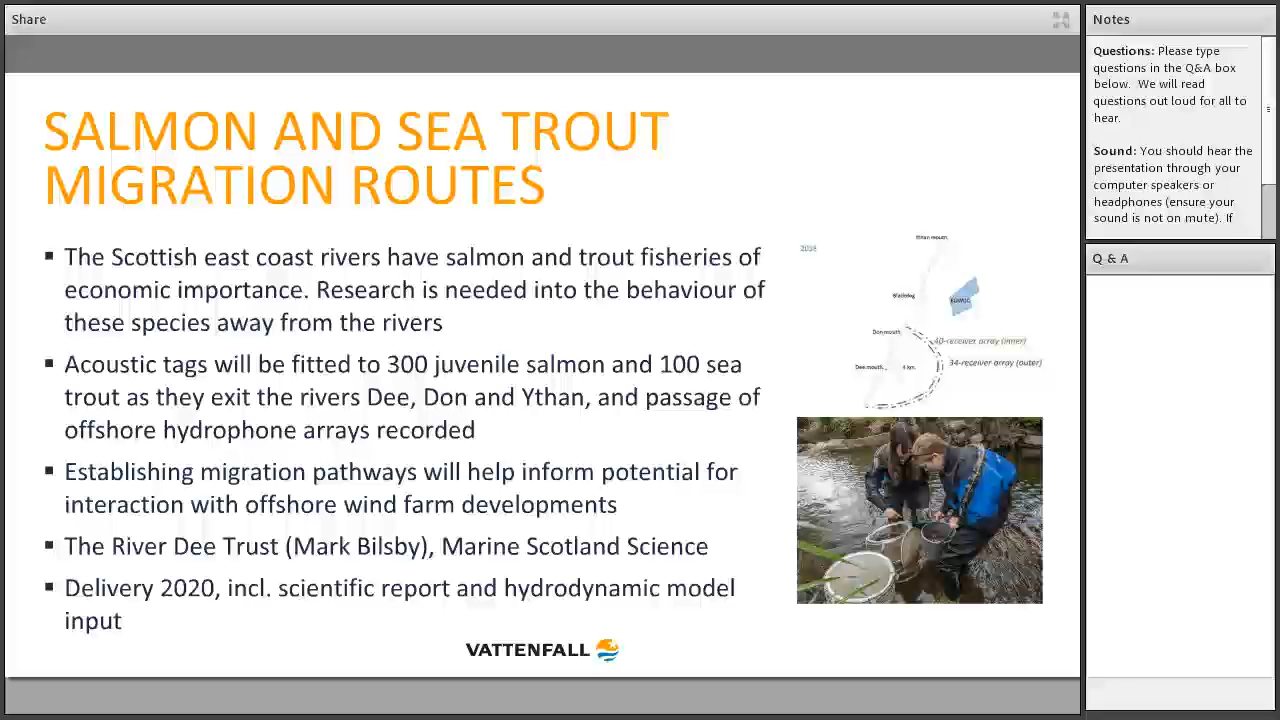 Share
SALMON AND SEA TROUT
MIGRATION ROUTES
The Scottish east coast rivers have salmon and trout fisheries of
economic importance. Research is needed into the behaviour of
these species away from the rivers
Acoustic tags will be fitted to 300 juvenile salmon and 100 sea
trout as they exit the rivers Dee, Don and Ythan, and passage of
offshore hydrophone arrays recorded
Establishing migration pathways will help inform potential for
interaction with offshore wind farm developments
The River Dee Trust (Mark Bilsby), Marine Scotland Science
Delivery 2020, incl. scientific report and hydrodynamic model
input
Ythan mouth
Blackdog
EOWDC
Don mouth
40-receiver array (inner)
34-receiver array (outer)
Dee mouth
4 km
VATTENFALL
Notes
Questions: Please type
questions in the Q&A box
below. We will read
questions out loud for all to
hear.
Sound: You should hear the
presentation through your
computer speakers or
headphones (ensure your
sound is not on mute). If
Q & A